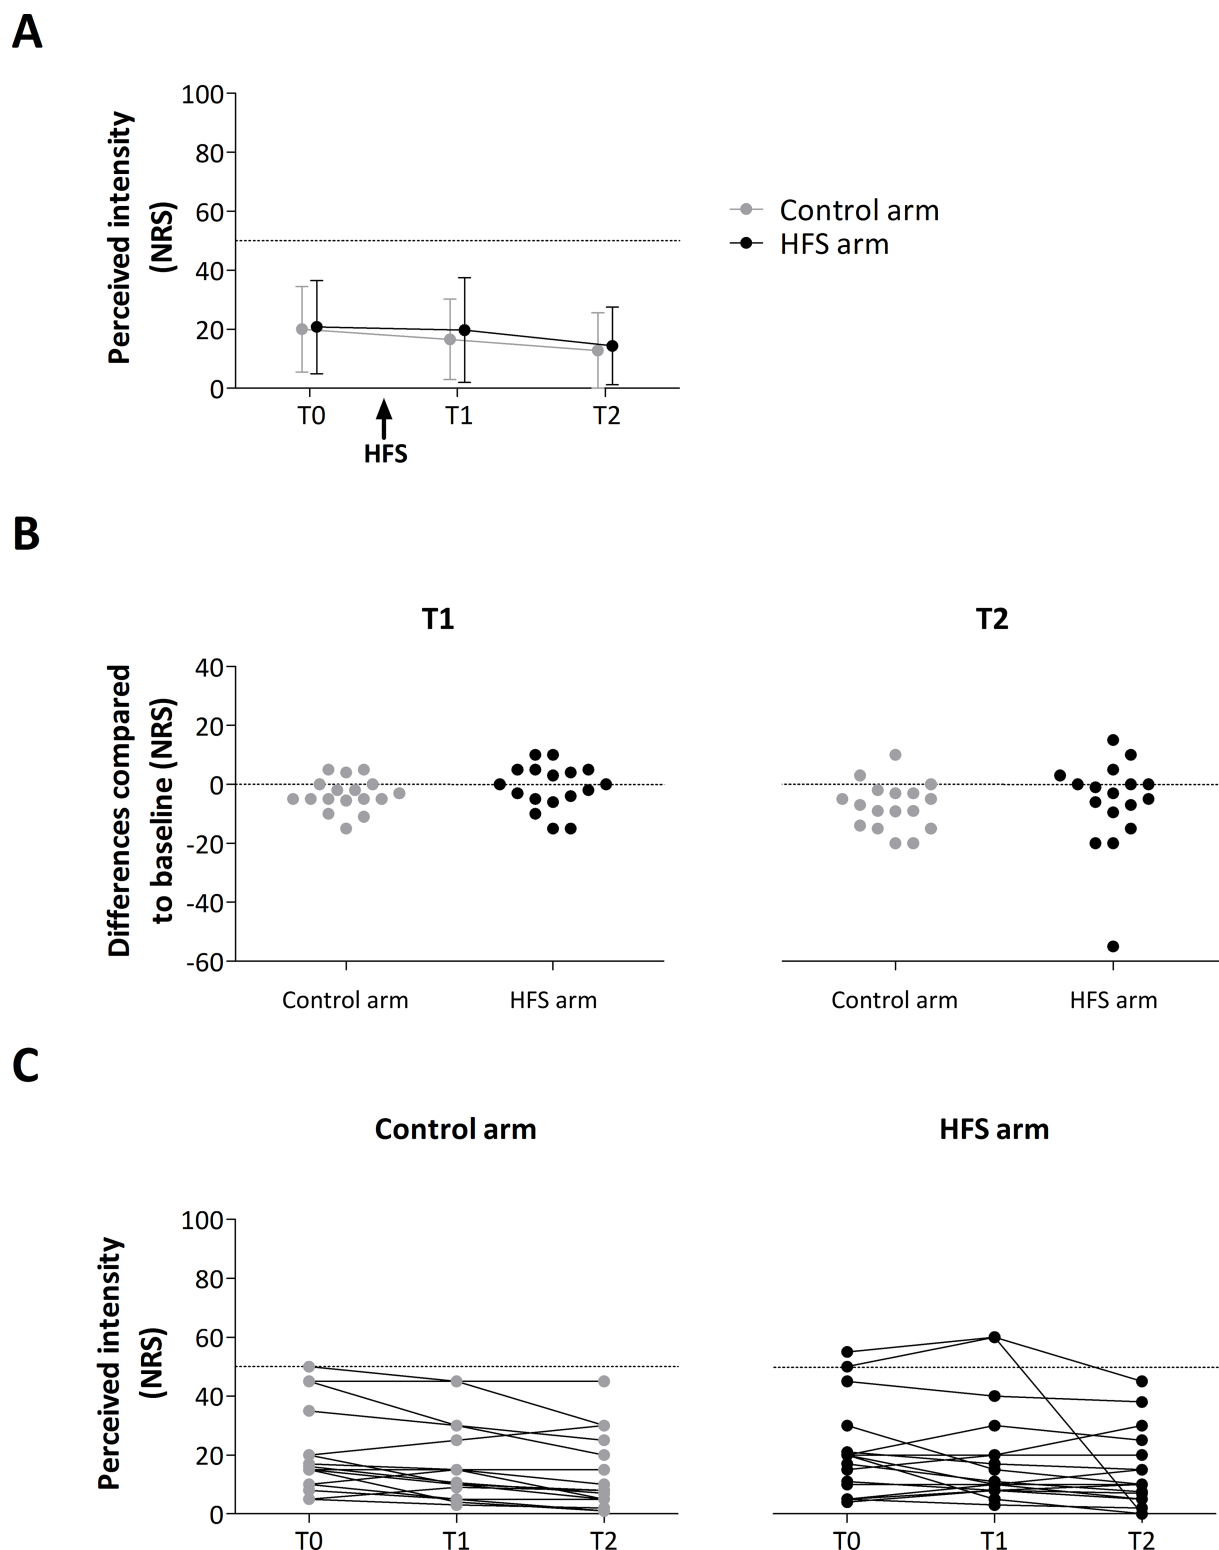 A
Perceived intensity
(NRS)
100
80
60
40
20
0
T0
T1
T2
HFS
Control arm
HFS arm
B
T1
T2
Differences compared
to baseline (NRS)
40
20
0
-20
-40
-60
Control arm
HFS arm
Control arm
HFS arm
C
Control arm
HFS arm
Perceived intensity
(NRS)
100
80
60
40
20
0
T0
T1
T2
T0
T1
T2